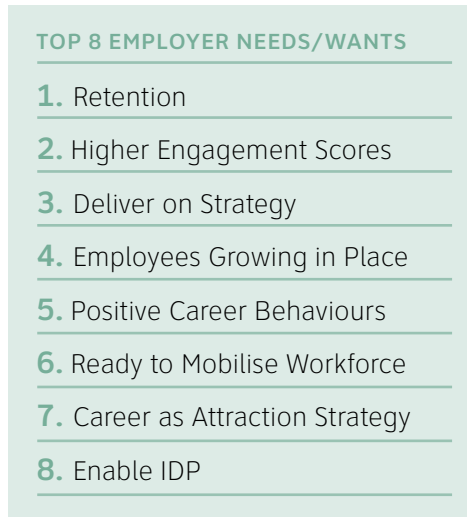 TOP 8 EMPLOYER NEEDS/WANTS
1. Retention
2. Higher Engagement Scores
3. Deliver on Strategy
4. Employees Growing in Place
5. Positive Career Behaviours
6. Ready to Mobilise Workforce
7. Career as Attraction Strategy
8. Enable IDP